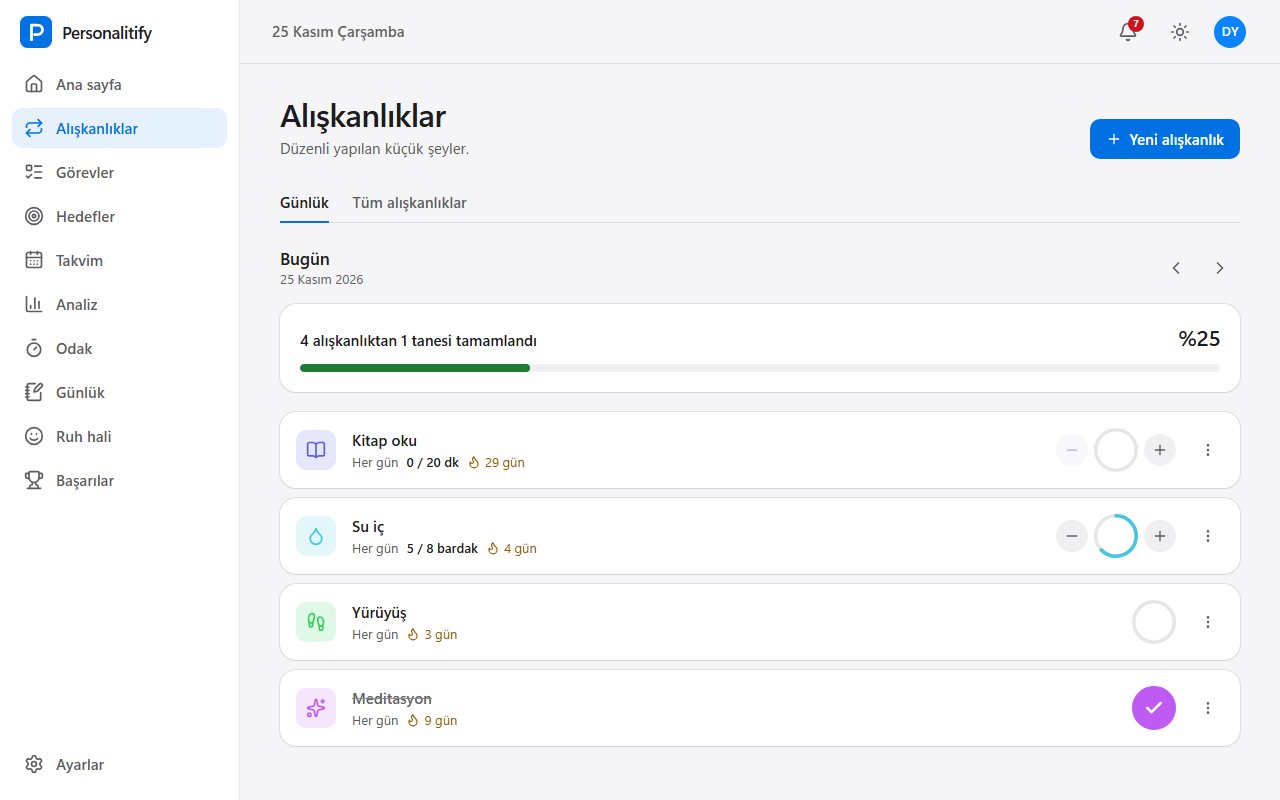 P Personalitify
25 Kasım Çarşamba
7
DY
Ana sayfa
Alışkanlıklar
Görevler
Hedefler
Takvim
Analiz
Odak
Günlük
Ruh hali
Başarılar
Ayarlar
Alışkanlıklar
Düzenli yapılan küçük şeyler.
+ Yeni alışkanlık
Günlük Tüm alışkanlıklar
Bugün
25 Kasım 2026
4 alışkanlıktan 1 tanesi tamamlandı %25
Kitap oku
Her gün 0 / 20 dk 29 gün
Su iç
Her gün 5 / 8 bardak 4 gün
Yürüyüş
Her gün 3 gün
Meditasyon
Her gün 9 gün